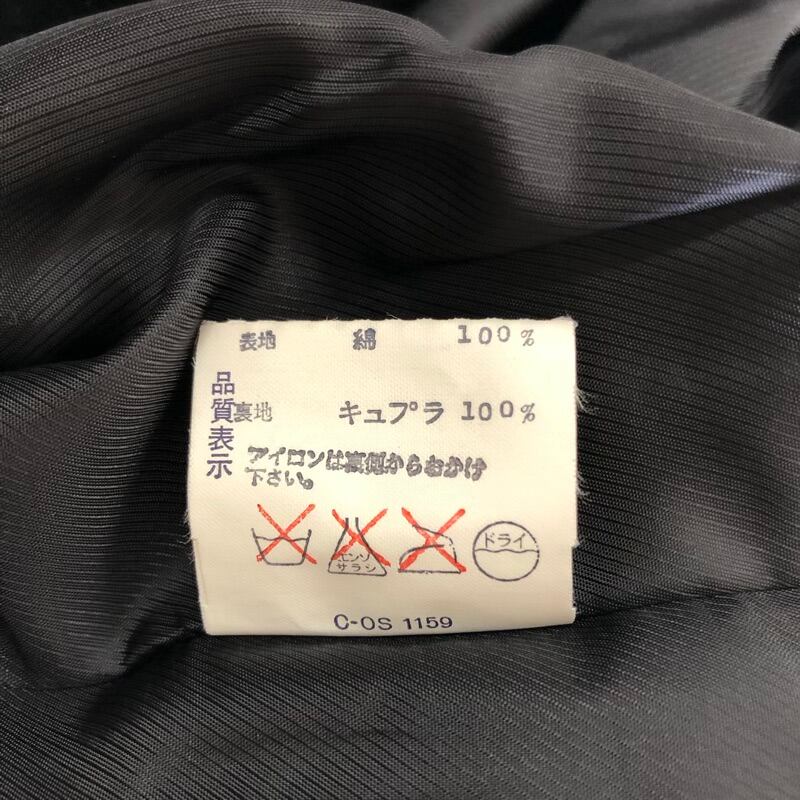 品質表示
表地 綿 100%
裏地 キュプラ 100%
アイロンは裏側からおかけ
下さい。
エンソ
サラシ
ドライ
C-OS 1159